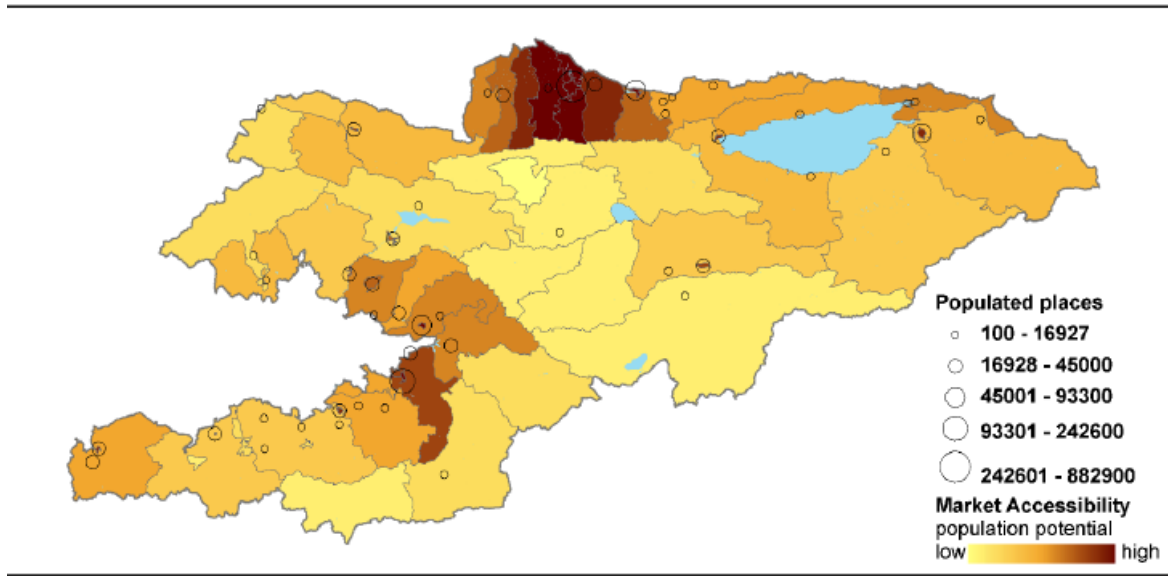 Populated places
100 - 16927
16928 - 45000
45001 - 93300
93301 - 242600
242601 - 882900
Market Accessibility
population potential
low high